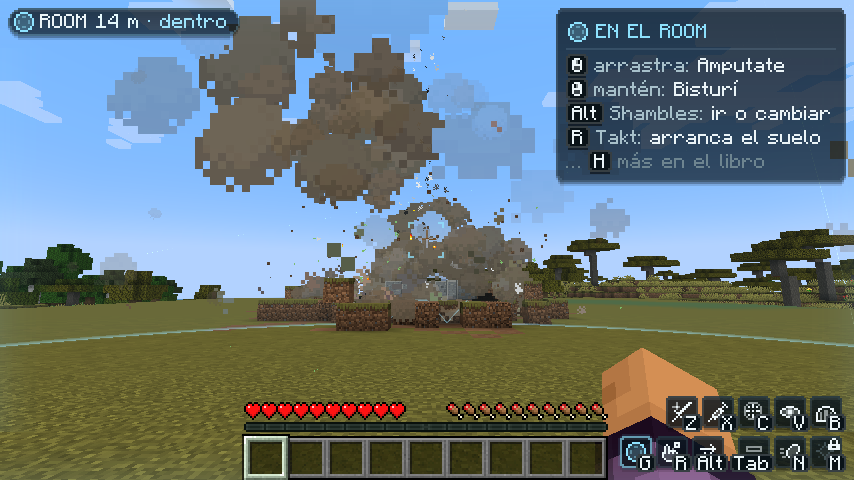 ROOM 14 m · dentro
EN EL ROOM
arrastra: Amputate
mantén: Bisturí
Alt Shambles: ir o cambiar
R Takt: arranca el suelo
... H más en el libro
Z X C V B
G R Alt Tab N M